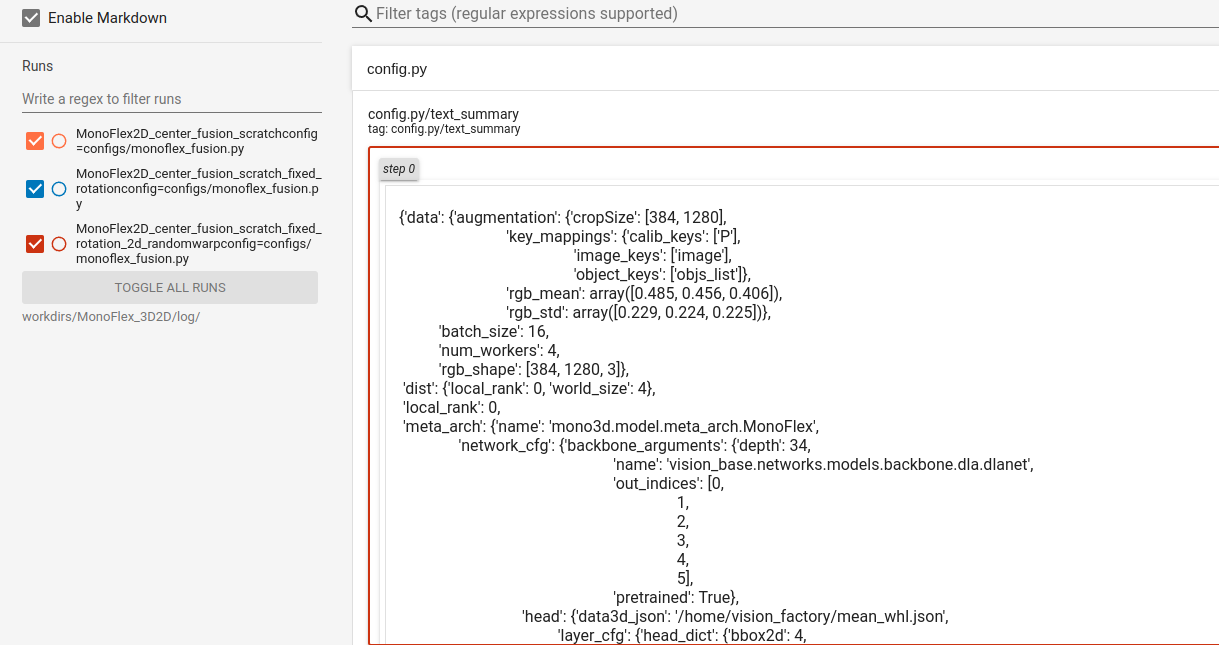 Enable Markdown
Runs
Write a regex to filter runs
MonoFlex2D_center_fusion_scratchconfig
=configs/monoflex_fusion.py
MonoFlex2D_center_fusion_scratch_fixed_
rotationconfig=configs/monoflex_fusion.p
y
MonoFlex2D_center_fusion_scratch_fixed_
rotation_2d_randomwarpconfig=configs/
monoflex_fusion.py
TOGGLE ALL RUNS
workdirs/MonoFlex_3D2D/log/
Filter tags (regular expressions supported)
config.py
config.py/text_summary
tag: config.py/text_summary
step 0
{'data': {'augmentation': {'cropSize': [384, 1280],
'key_mappings': {'calib_keys': ['P'],
'image_keys': ['image'],
'object_keys': ['objs_list']},
'rgb_mean': array([0.485, 0.456, 0.406]),
'rgb_std': array([0.229, 0.224, 0.225])},
'batch_size': 16,
'num_workers': 4,
'rgb_shape': [384, 1280, 3]},
'dist': {'local_rank': 0, 'world_size': 4},
'local_rank': 0,
'meta_arch': {'name': 'mono3d.model.meta_arch.MonoFlex',
'network_cfg': {'backbone_arguments': {'depth': 34,
'name': 'vision_base.networks.models.backbone.dla.dlanet',
'out_indices': [0,
1,
2,
3,
4,
5],
'pretrained': True},
'head': {'data3d_json': '/home/vision_factory/mean_whl.json',
'layer_cfg': {'head_dict': {'bbox2d': 4,